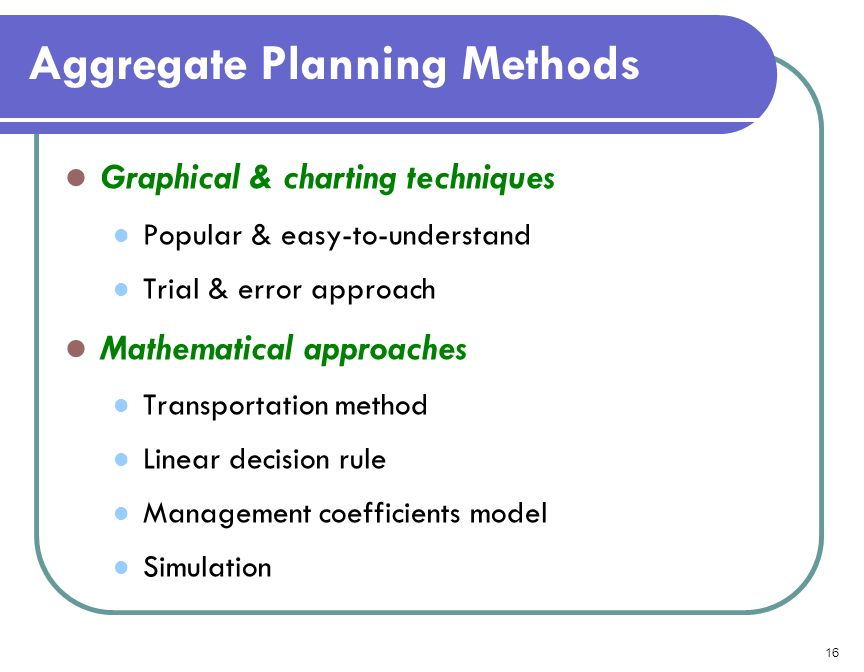 Aggregate Planning Methods
Graphical & charting techniques
Popular & easy-to-understand
Trial & error approach
Mathematical approaches
Transportation method
Linear decision rule
Management coefficients model
Simulation
16